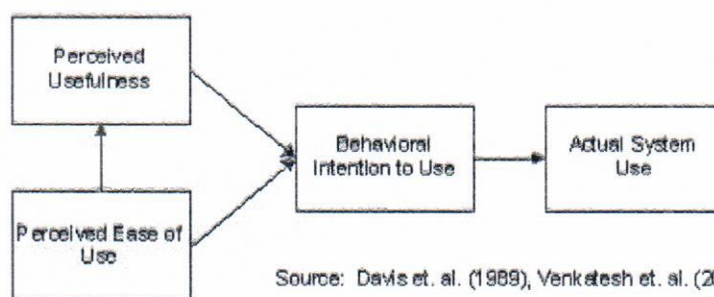 Perceived
Usefulness
Behavioral
Intention to Use
Actual System
Use
Perceived Ease of
Use
Source: Davis et. al. (1989), Venkatesh et. al. (20